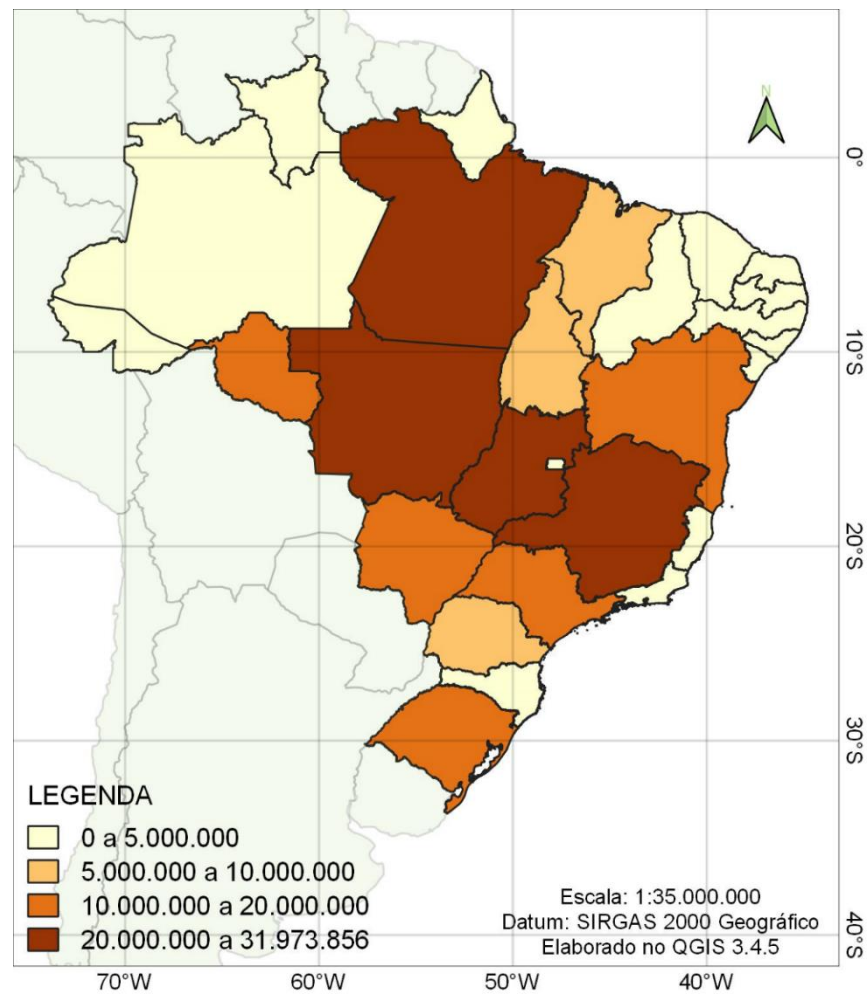 N
0°
10°S
20°S
30°S
40°S
LEGENDA
0 a 5.000.000
5.000.000 a 10.000.000
10.000.000 a 20.000.000
20.000.000 a 31.973.856
Escala: 1:35.000.000
Datum: SIRGAS 2000 Geográfico
Elaborado no QGIS 3.4.5
70°W 60°W 50°W 40°W